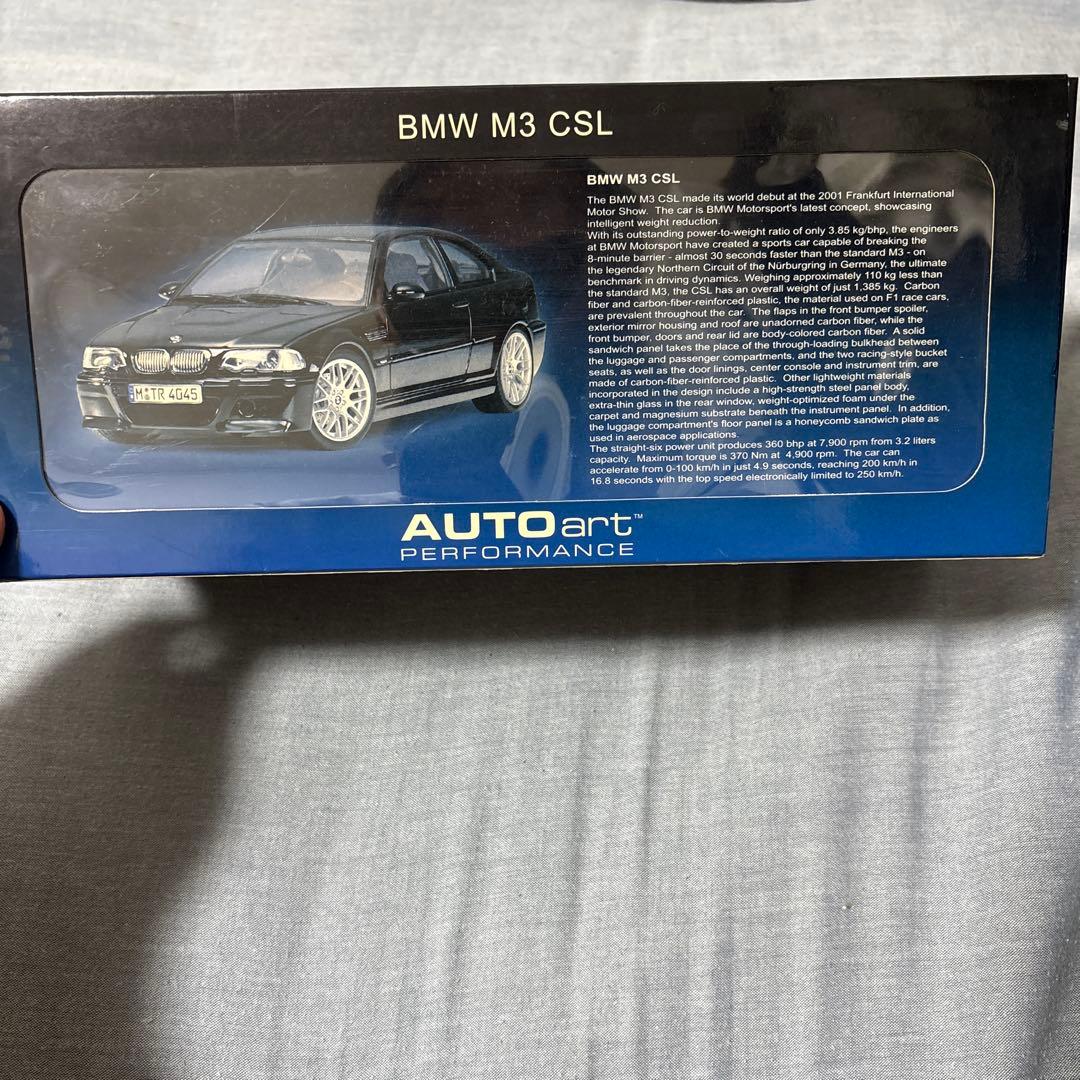 BMW M3 CSL
M TR 4045
BMW M3 CSL
The BMW M3 CSL made its world debut at the 2001 Frankfurt International
Motor Show. The car is BMW Motorsport's latest concept, showcasing
intelligent weight reduction.
With its outstanding power-to-weight ratio of only 3.85 kg/bhp, the engineers
at BMW Motorsport have created a sports car capable of breaking the
8-minute barrier - almost 30 seconds faster than the standard M3 - on
the legendary Northern Circuit of the Nürburgring in Germany, the ultimate
benchmark in driving dynamics. Weighing approximately 110 kg less than
the standard M3, the CSL has an overall weight of just 1,385 kg. Carbon
fiber and carbon-fiber-reinforced plastic, the material used on F1 race cars,
are prevalent throughout the car. The flaps in the front bumper spoiler,
exterior mirror housing and roof are unadorned carbon fiber, while the
front bumper, doors and rear lid are body-colored carbon fiber. A solid
sandwich panel takes the place of the through-loading bulkhead between
the luggage and passenger compartments, and the two racing-style bucket
seats, as well as the door linings, center console and instrument trim, are
made of carbon-fiber-reinforced plastic. Other lightweight materials
incorporated in the design include a high-strength steel panel body,
extra-thin glass in the rear window, weight-optimized foam under the
carpet and magnesium substrate beneath the instrument panel. In addition,
the luggage compartment's floor panel is a honeycomb sandwich plate as
used in aerospace applications.
The straight-six power unit produces 360 bhp at 7,900 rpm from 3.2 liters
capacity. Maximum torque is 370 Nm at 4,900 rpm. The car can
accelerate from 0-100 km/h in just 4.9 seconds, reaching 200 km/h in
16.8 seconds with the top speed electronically limited to 250 km/h.
AUTOart™
PERFORMANCE